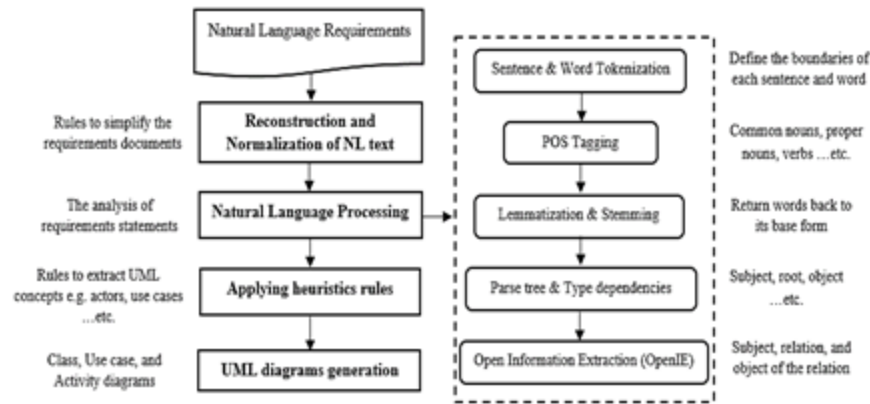 Natural Language Requirements
Rules to simplify the
requirements documents
Reconstruction and
Normalization of NL text
The analysis of
requirements statements
Natural Language Processing
Rules to extract UML
concepts e.g. actors, use cases
...etc.
Applying heuristics rules
Class, Use case, and
Activity diagrams
UML diagrams generation
Sentence & Word Tokenization
Define the boundaries of
each sentence and word
POS Tagging
Common nouns, proper
nouns, verbs ...etc.
Lemmatization & Stemming
Return words back to
its base form
Parse tree & Type dependencies
Subject, root, object
...etc.
Open Information Extraction (OpenIE)
Subject, relation, and
object of the relation